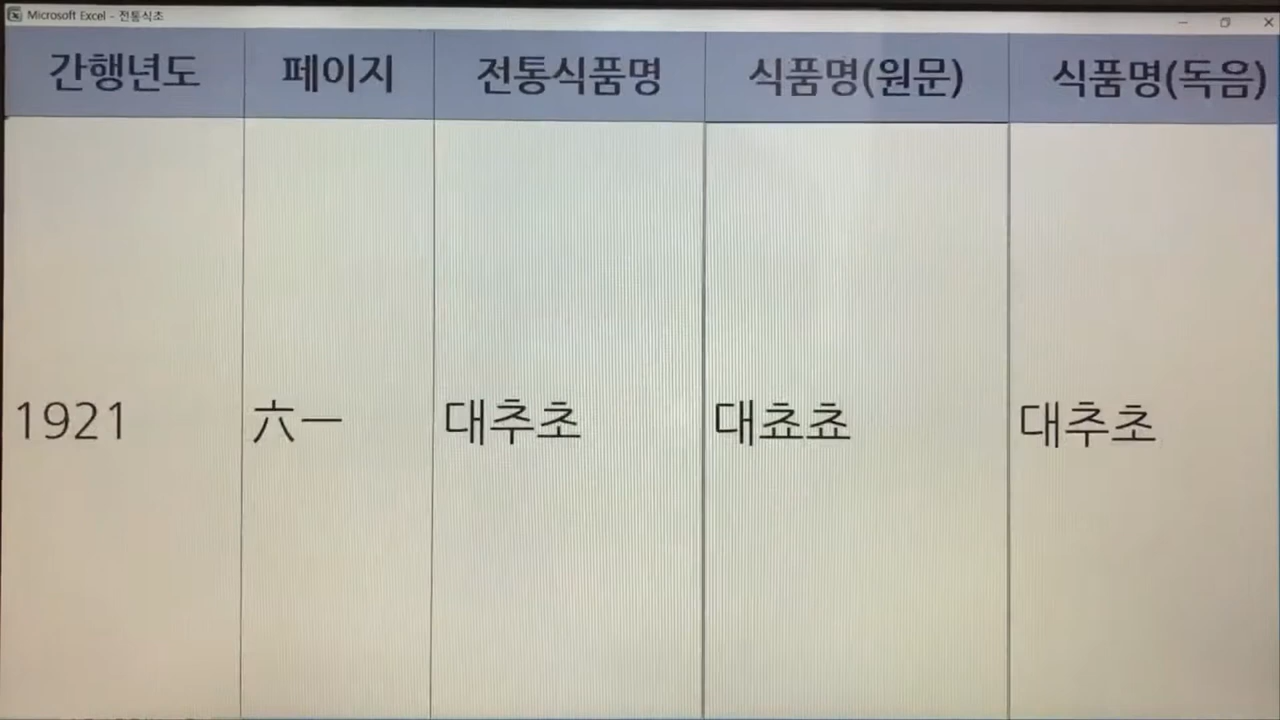 Microsoft Excel - 전통식초
간행년도 페이지 전통식품명 식품명(원문) 식품명(독음)
1921 六一 대추초 대쵸쵸 대추초